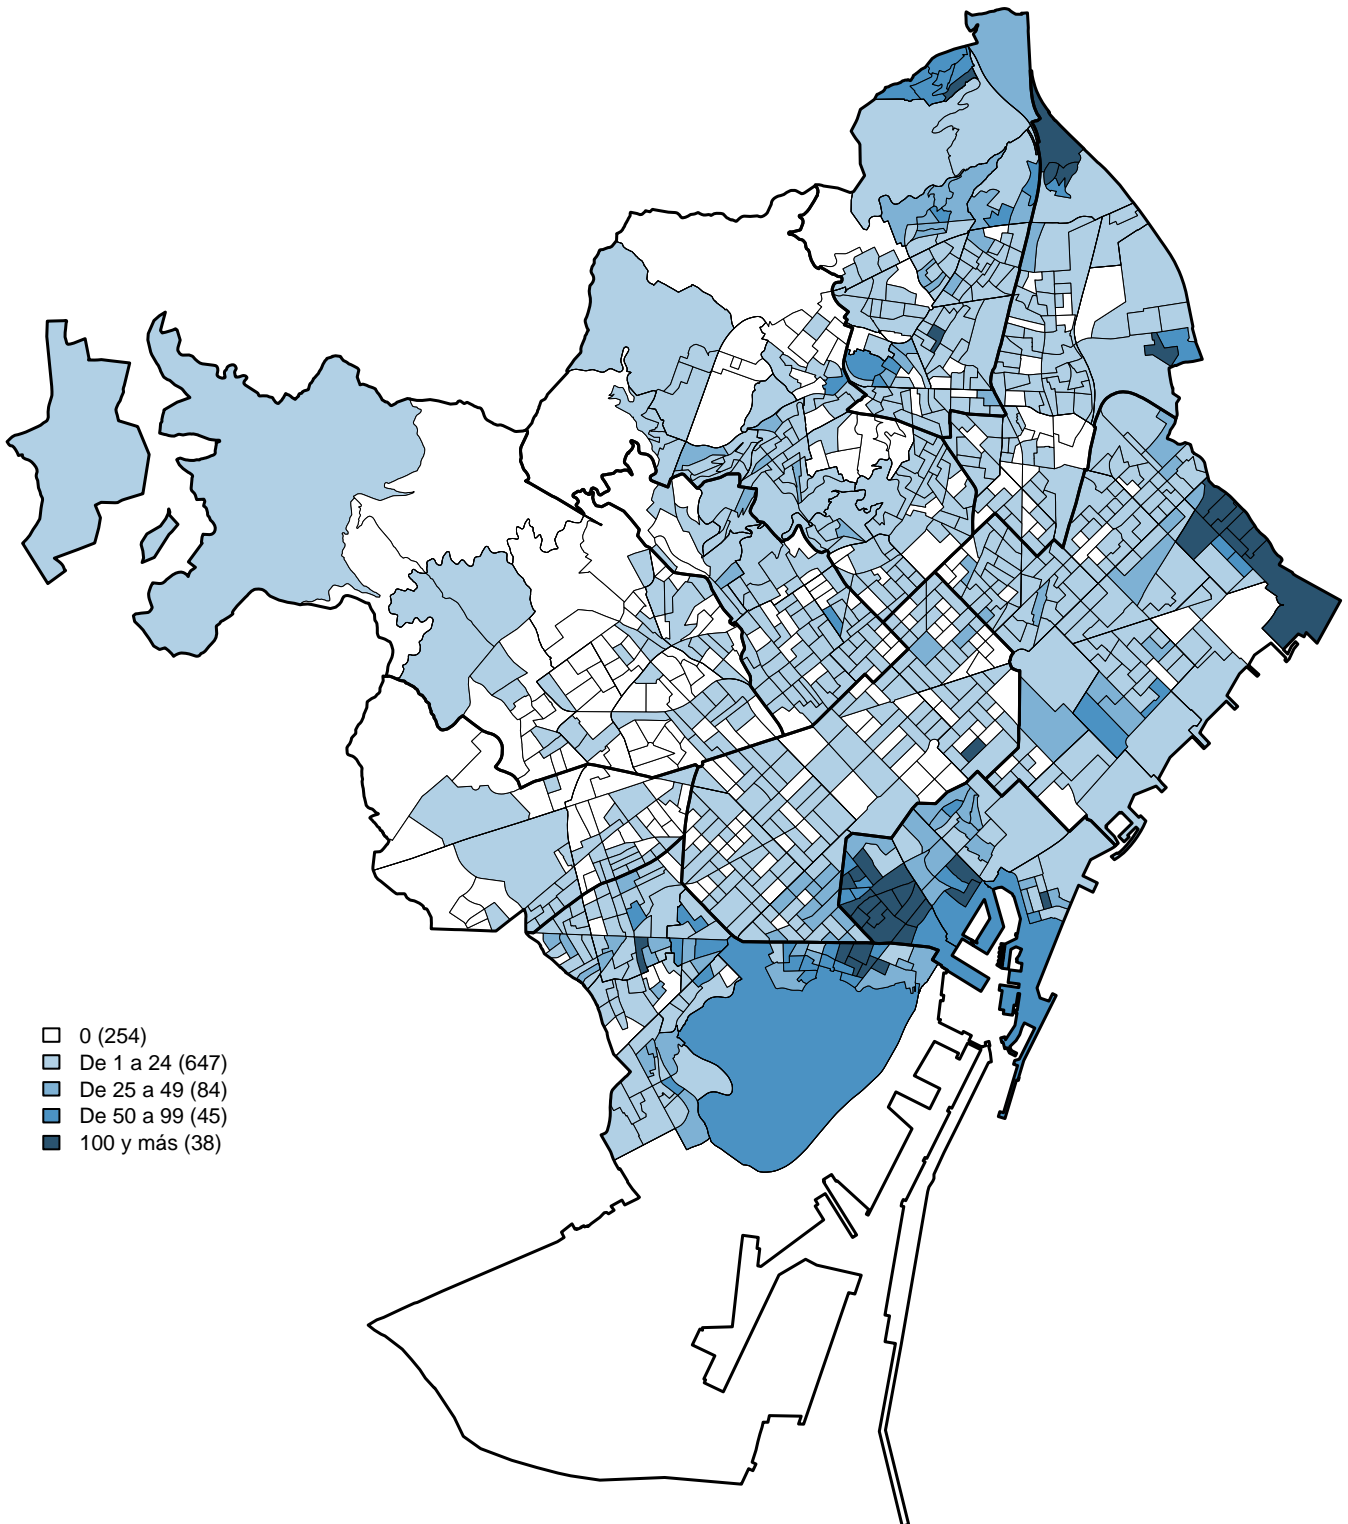 0 (254)
De 1 a 24 (647)
De 25 a 49 (84)
De 50 a 99 (45)
100 y más (38)